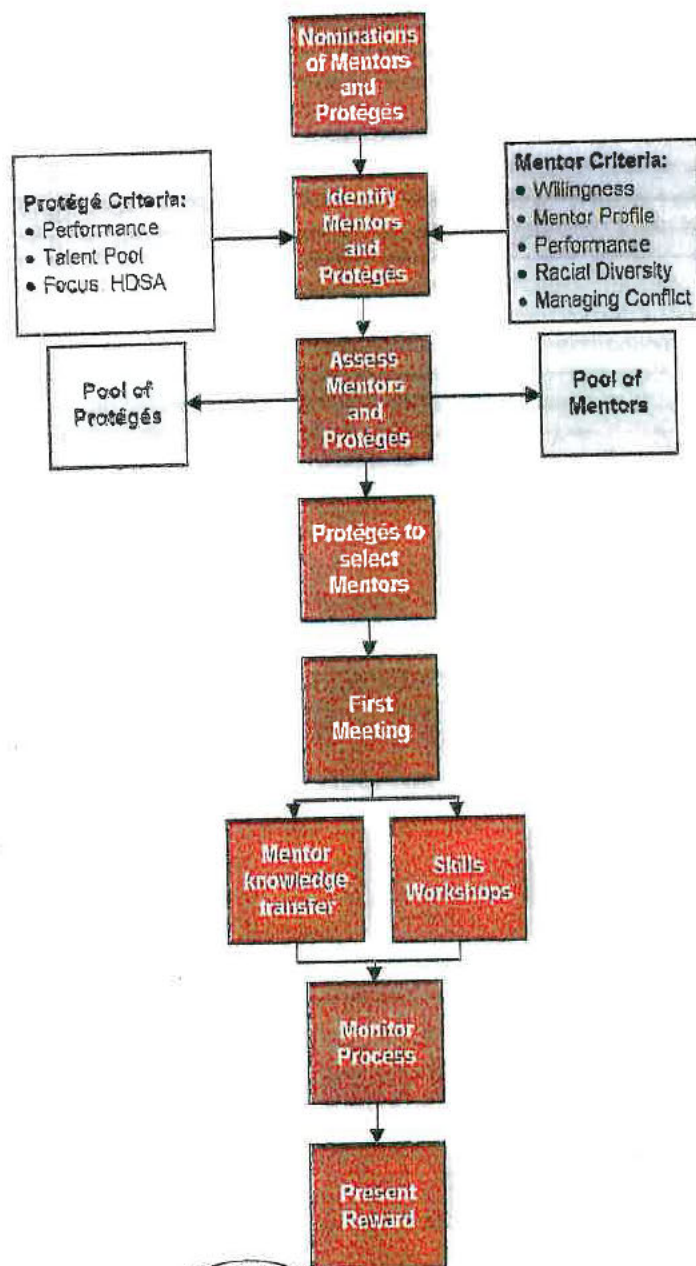 Nominations
of Mentors
and
Protégés
Protégé Criteria:
• Performance
• Talent Pool
• Focus HDSA
Identify
Mentors
and
Protégés
Mentor Criteria:
• Willingness
• Mentor Profile
• Performance
• Racial Diversity
• Managing Conflict
Pool of
Protégés
Assess
Mentors
and
Protégés
Pool of
Mentors
Protégés to
select
Mentors
First
Meeting
Mentor
knowledge
transfer
Skills
Workshops
Monitor
Process
Present
Reward